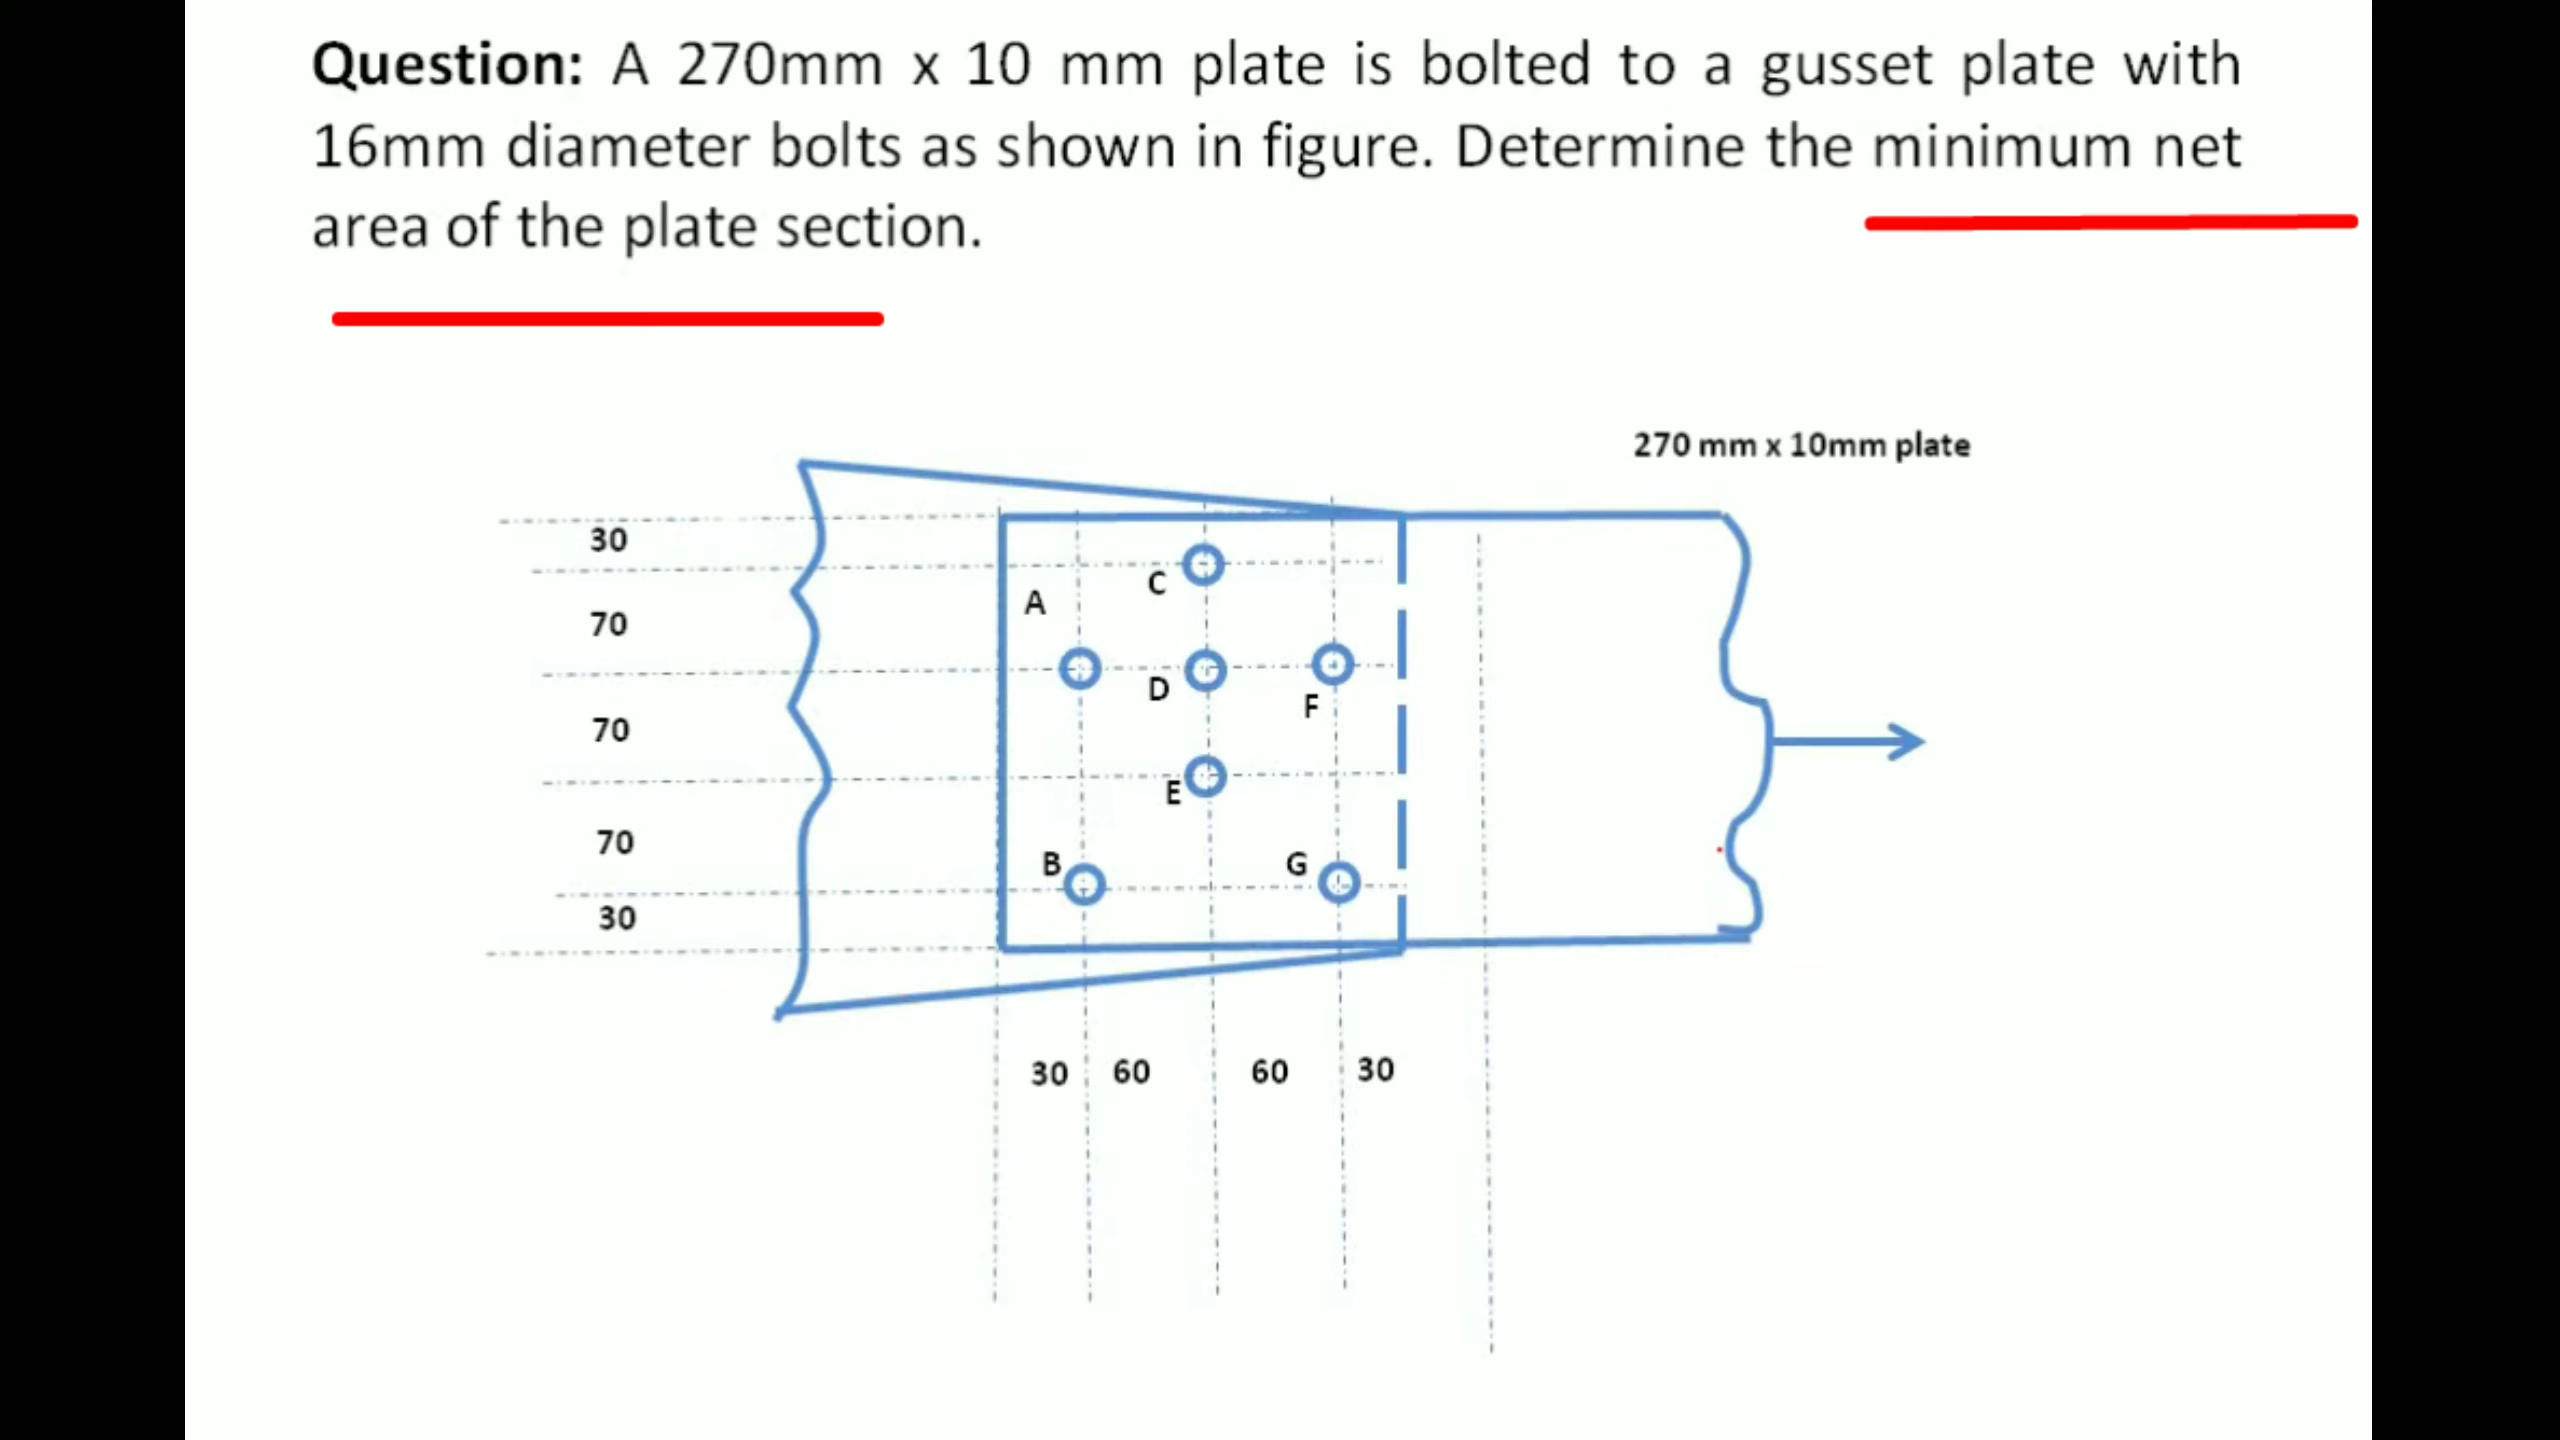 Question: A 270mm x 10 mm plate is bolted to a gusset plate with
16mm diameter bolts as shown in figure. Determine the minimum net
area of the plate section.
270 mm x 10mm plate
30
C
A
70
D
F
70
E
70
B
G
30
30 60 60 30